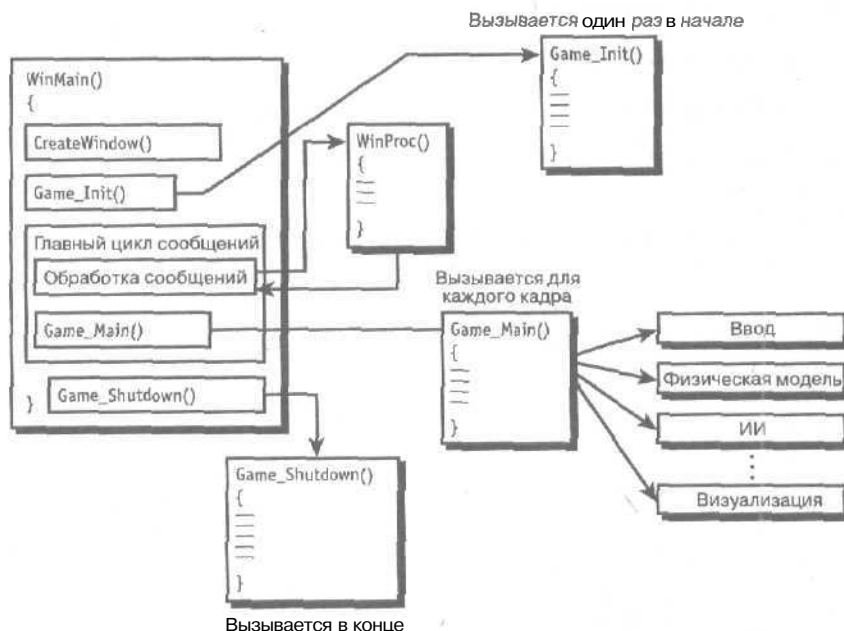 Вызывается один раз в начале
Game_Init()
{
}
WinMain()
{
CreateWindow()
Game_Init()
Главный цикл сообщений
Обработка сообщений
Game_Main()
Game_Shutdown()
}
WinProc()
{
}
Вызывается для
каждого кадра
Game_Main()
{
}
Ввод
Физическая модель
ИИ
Визуализация
Game_Shutdown()
{
}
Вызывается в конце